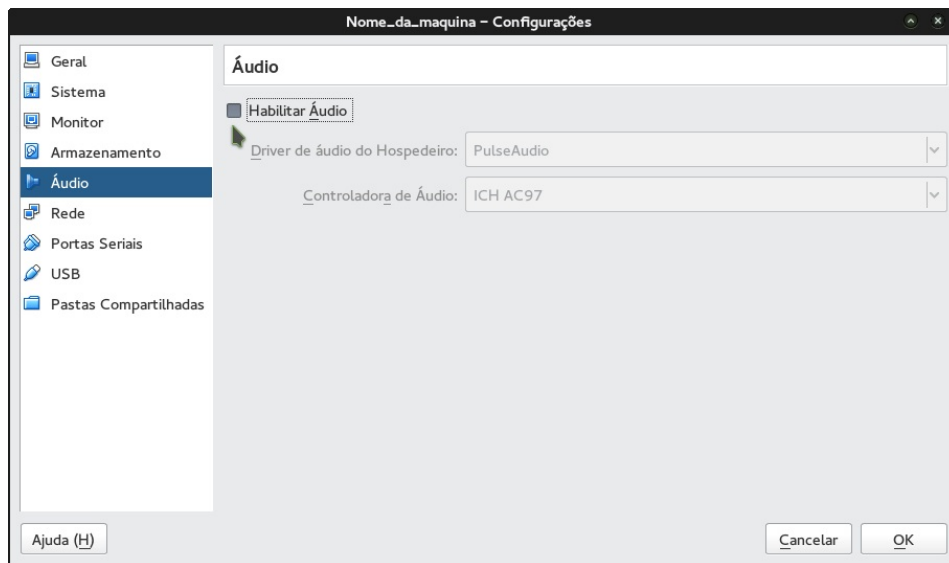 Nome_da_maquina – Configurações
Geral
Sistema
Monitor
Armazenamento
Áudio
Rede
Portas Seriais
USB
Pastas Compartilhadas
Áudio
Habilitar Áudio
Driver de áudio do Hospedeiro: PulseAudio
Controladora de Áudio: ICH AC97
Ajuda (H)
Cancelar
OK